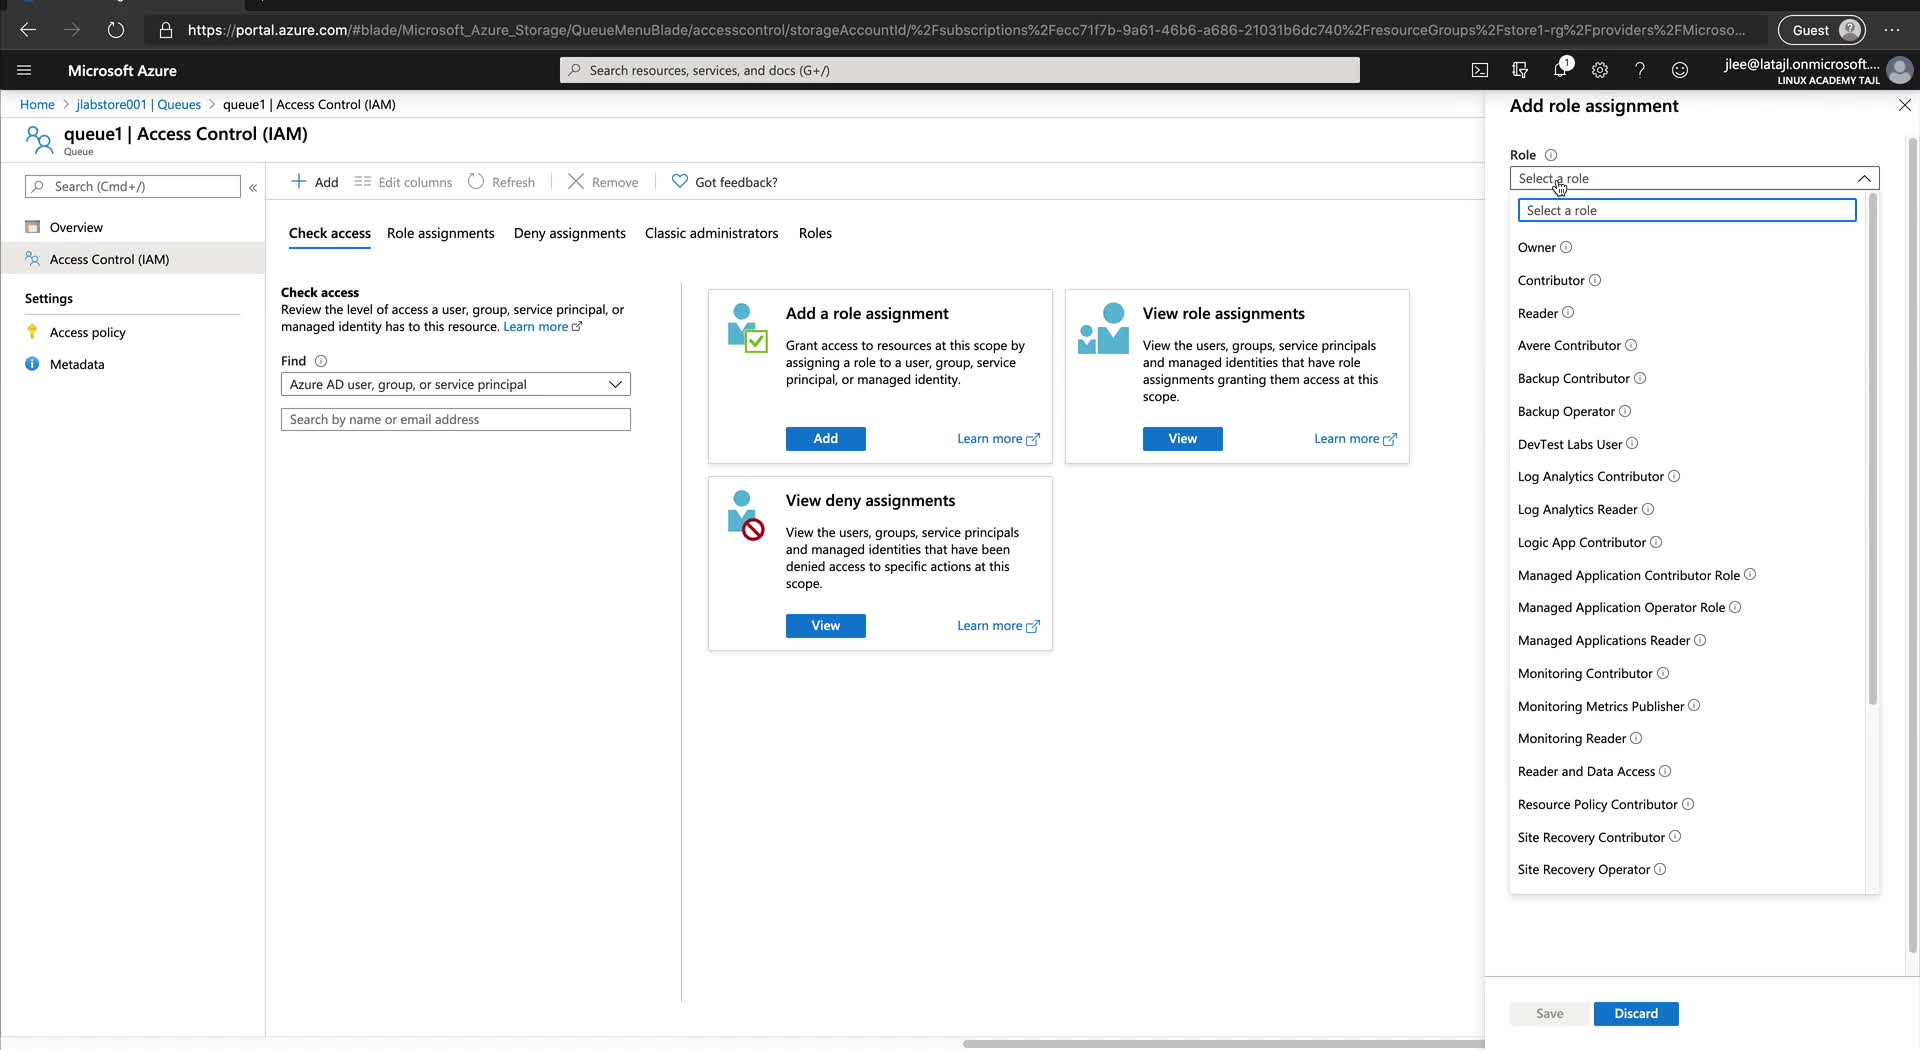 https://portal.azure.com/#blade/Microsoft_Azure_Storage/QueueMenuBlade/accesscontrol/storageAccountId/%2Fsubscriptions%2Fecc71f7b-9a61-46b6-a686-21031b6dc740%2FresourceGroups%2Fstore1-rg%2Fproviders%2FMicroso...
Guest
Microsoft Azure
Search resources, services, and docs (G+/)
1
jlee@latajl.onmicrosoft....
LINUX ACADEMY TAJL
Home > jlabstore001 | Queues > queue1 | Access Control (IAM)
queue1 | Access Control (IAM)
Queue
Search (Cmd+/)
Overview
Access Control (IAM)
Settings
Access policy
Metadata
Add
Edit columns
Refresh
Remove
Got feedback?
Check access
Role assignments
Deny assignments
Classic administrators
Roles
Check access
Review the level of access a user, group, service principal, or
managed identity has to this resource. Learn more
Find
Azure AD user, group, or service principal
Search by name or email address
Add a role assignment
Grant access to resources at this scope by
assigning a role to a user, group, service
principal, or managed identity.
Add
Learn more
View role assignments
View the users, groups, service principals
and managed identities that have role
assignments granting them access at this
scope.
View
Learn more
View deny assignments
View the users, groups, service principals
and managed identities that have been
denied access to specific actions at this
scope.
View
Learn more
Add role assignment
Role
Select a role
Select a role
Owner
Contributor
Reader
Avere Contributor
Backup Contributor
Backup Operator
DevTest Labs User
Log Analytics Contributor
Log Analytics Reader
Logic App Contributor
Managed Application Contributor Role
Managed Application Operator Role
Managed Applications Reader
Monitoring Contributor
Monitoring Metrics Publisher
Monitoring Reader
Reader and Data Access
Resource Policy Contributor
Site Recovery Contributor
Site Recovery Operator
Save
Discard